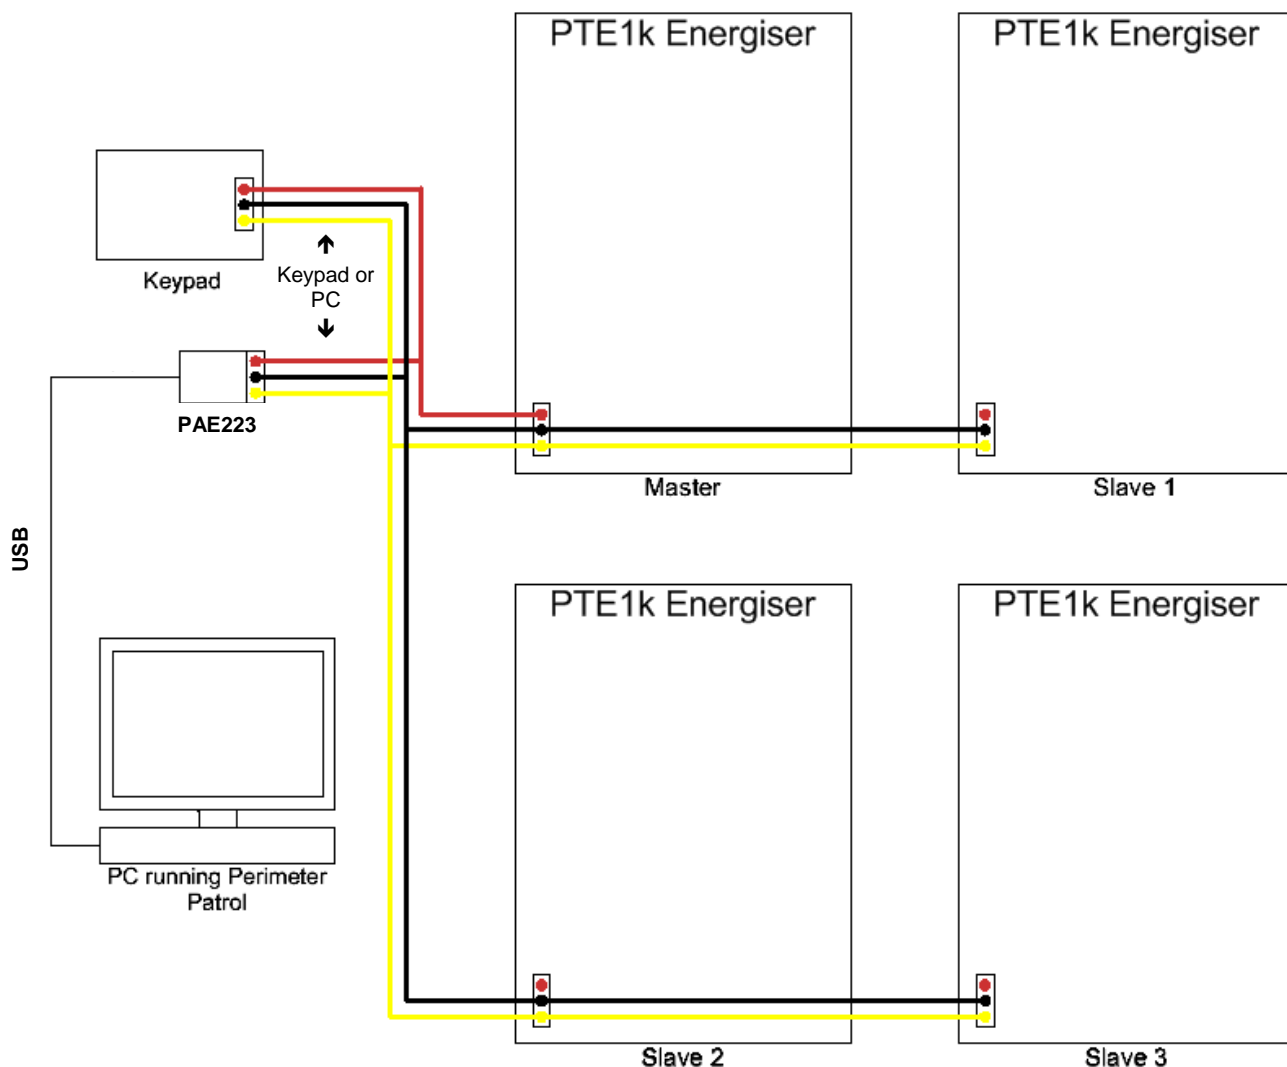 PTE1k Energiser
PTE1k Energiser
Keypad
Keypad or
PC
PAE223
Master
Slave 1
USB
PTE1k Energiser
PTE1k Energiser
PC running Perimeter
Patrol
Slave 2
Slave 3